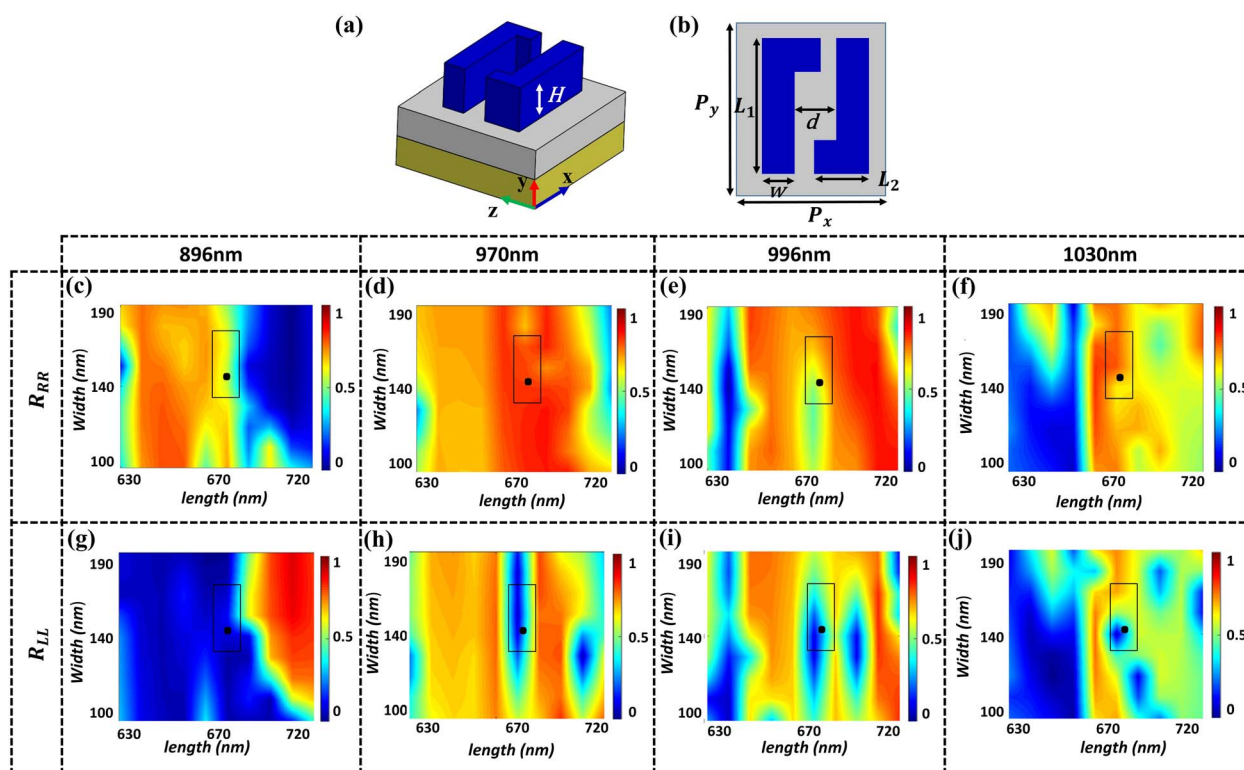 (a)
H
y
x
z
(b)
P_y
L_1
d
w
L_2
P_x
896nm 970nm 996nm 1030nm
R_RR
(c) (d) (e) (f)
Width(nm) 190 140 100
630 670 720
length (nm)
1 0.5 0
Width(nm) 190 140 100
630 670 720
length (nm)
1 0.5 0
Width(nm) 190 140 100
630 670 720
length (nm)
1 0.5 0
Width(nm) 190 140 100
630 670 720
length (nm)
1 0.5 0
R_LL
(g) (h) (i) (j)
Width(nm) 190 140 100
630 670 720
length (nm)
1 0.5 0
Width(nm) 190 140 100
630 670 720
length (nm)
1 0.5 0
Width(nm) 190 140 100
630 670 720
length (nm)
1 0.5 0
Width(nm) 190 140 100
630 670 720
length (nm)
1 0.5 0